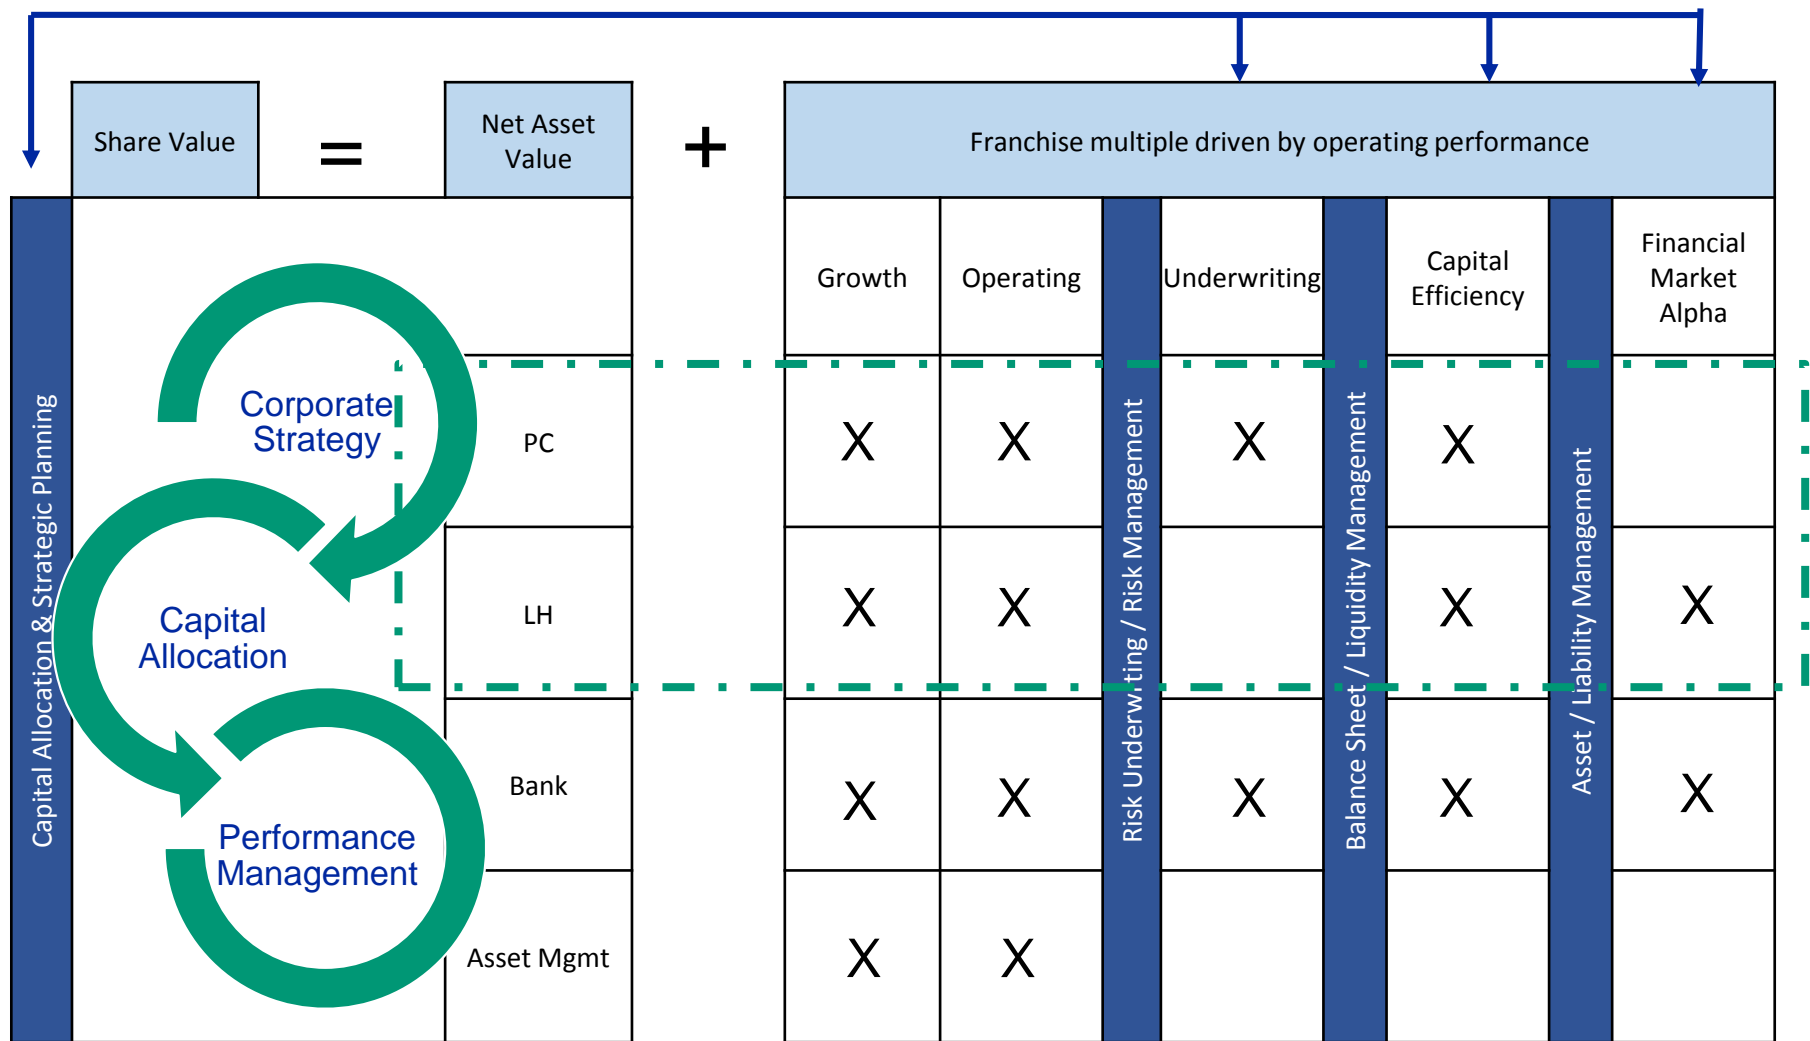 Share Value
=
Net Asset
Value
+
Franchise multiple driven by operating performance
Growth
Operating
Underwriting
Capital
Efficiency
Financial
Market
Alpha
Capital Allocation & Strategic Planning
Risk Underwriting / Risk Management
Balance Sheet / Liquidity Management
Asset / Liability Management
Corporate
Strategy
Capital
Allocation
Performance
Management
PC
X X X X
LH
X X X X
Bank
X X X X X
Asset Mgmt
X X